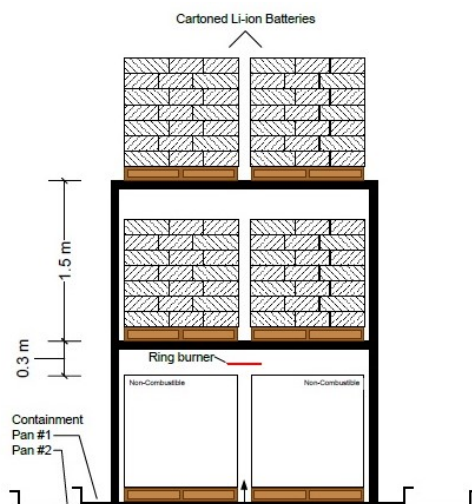 Cartoned Li-ion Batteries
1.5 m
0.3 m
Ring burner
Non-Combustible
Non-Combustible
Containment
Pan #1
Pan #2